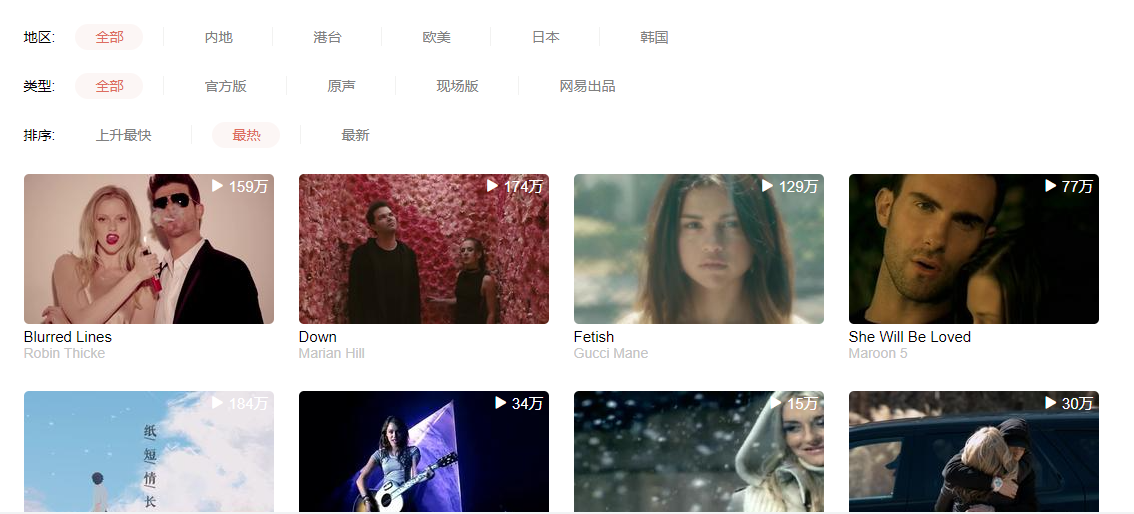 地区: 全部 内地 港台 欧美 日本 韩国
类型: 全部 官方版 原声 现场版 网易出品
排序: 上升最快 最热 最新
159万 174万 129万 77万
Blurred Lines Down Fetish She Will Be Loved
Robin Thicke Marian Hill Gucci Mane Maroon 5
184万 34万 15万 30万
纸
短
情
长